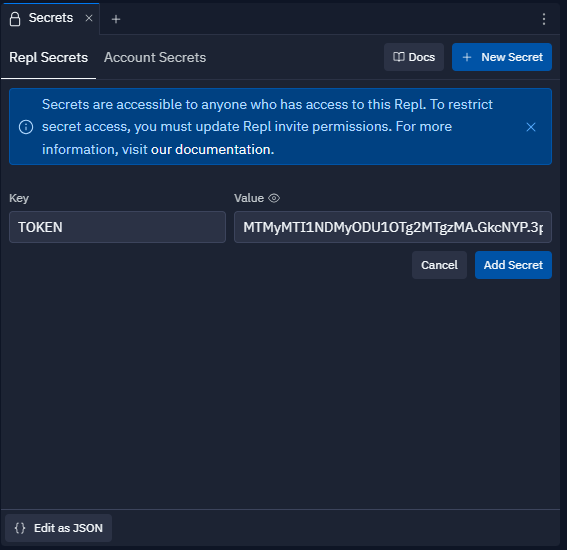 Secrets
Repl Secrets Account Secrets Docs New Secret
Secrets are accessible to anyone who has access to this Repl. To restrict
secret access, you must update Repl invite permissions. For more
information, visit our documentation.
Key Value
TOKEN MTMyMTI1NDMyODU1OTg2MTgzMA.GkcNYP.3p
Cancel Add Secret
{} Edit as JSON